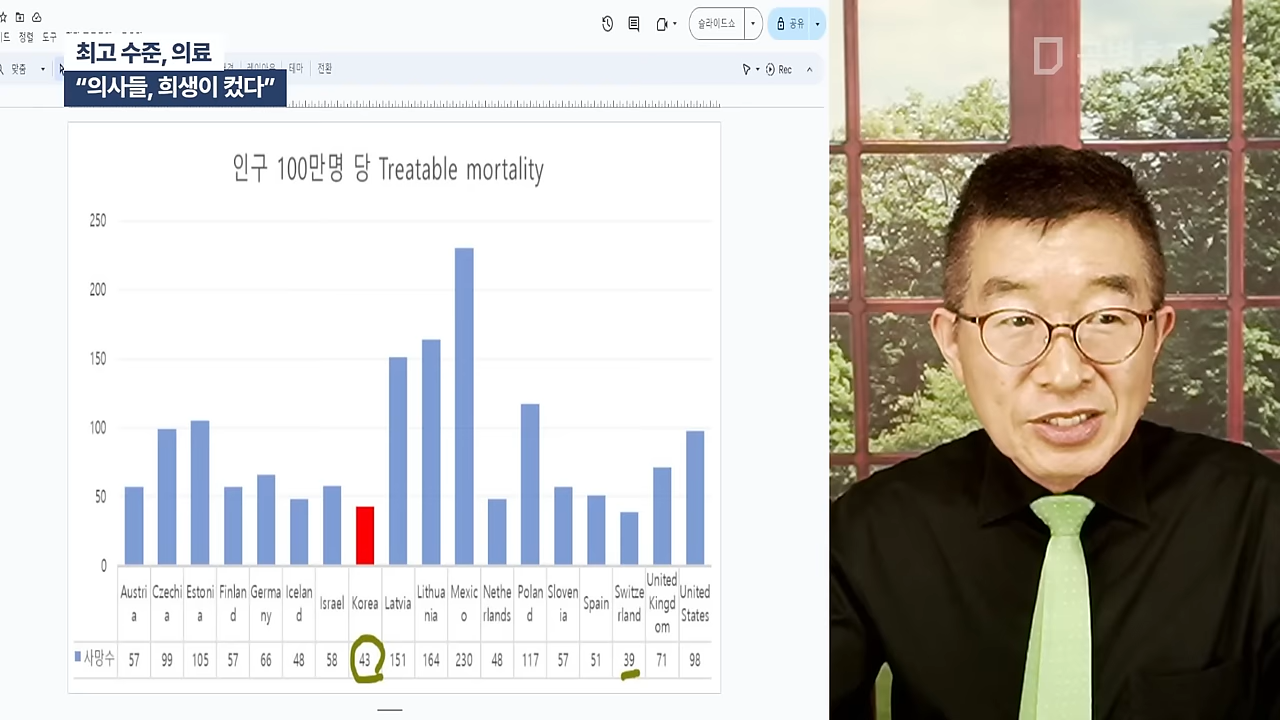 슬라이드쇼
공유
정렬 도구
최고 수준, 의료
“의사들, 희생이 컸다”
맞춤
테마
전환
Rec
인구 100만명 당 Treatable mortality
250
200
150
100
50
0
Austria Czechia Estonia Finland Germany Iceland Israel Korea Latvia Lithuania Mexico Netherlands Poland Slovenia Spain Switzerland United Kingdom United States
사망수 57 99 105 57 66 48 58 43 151 164 230 48 117 57 51 39 71 98